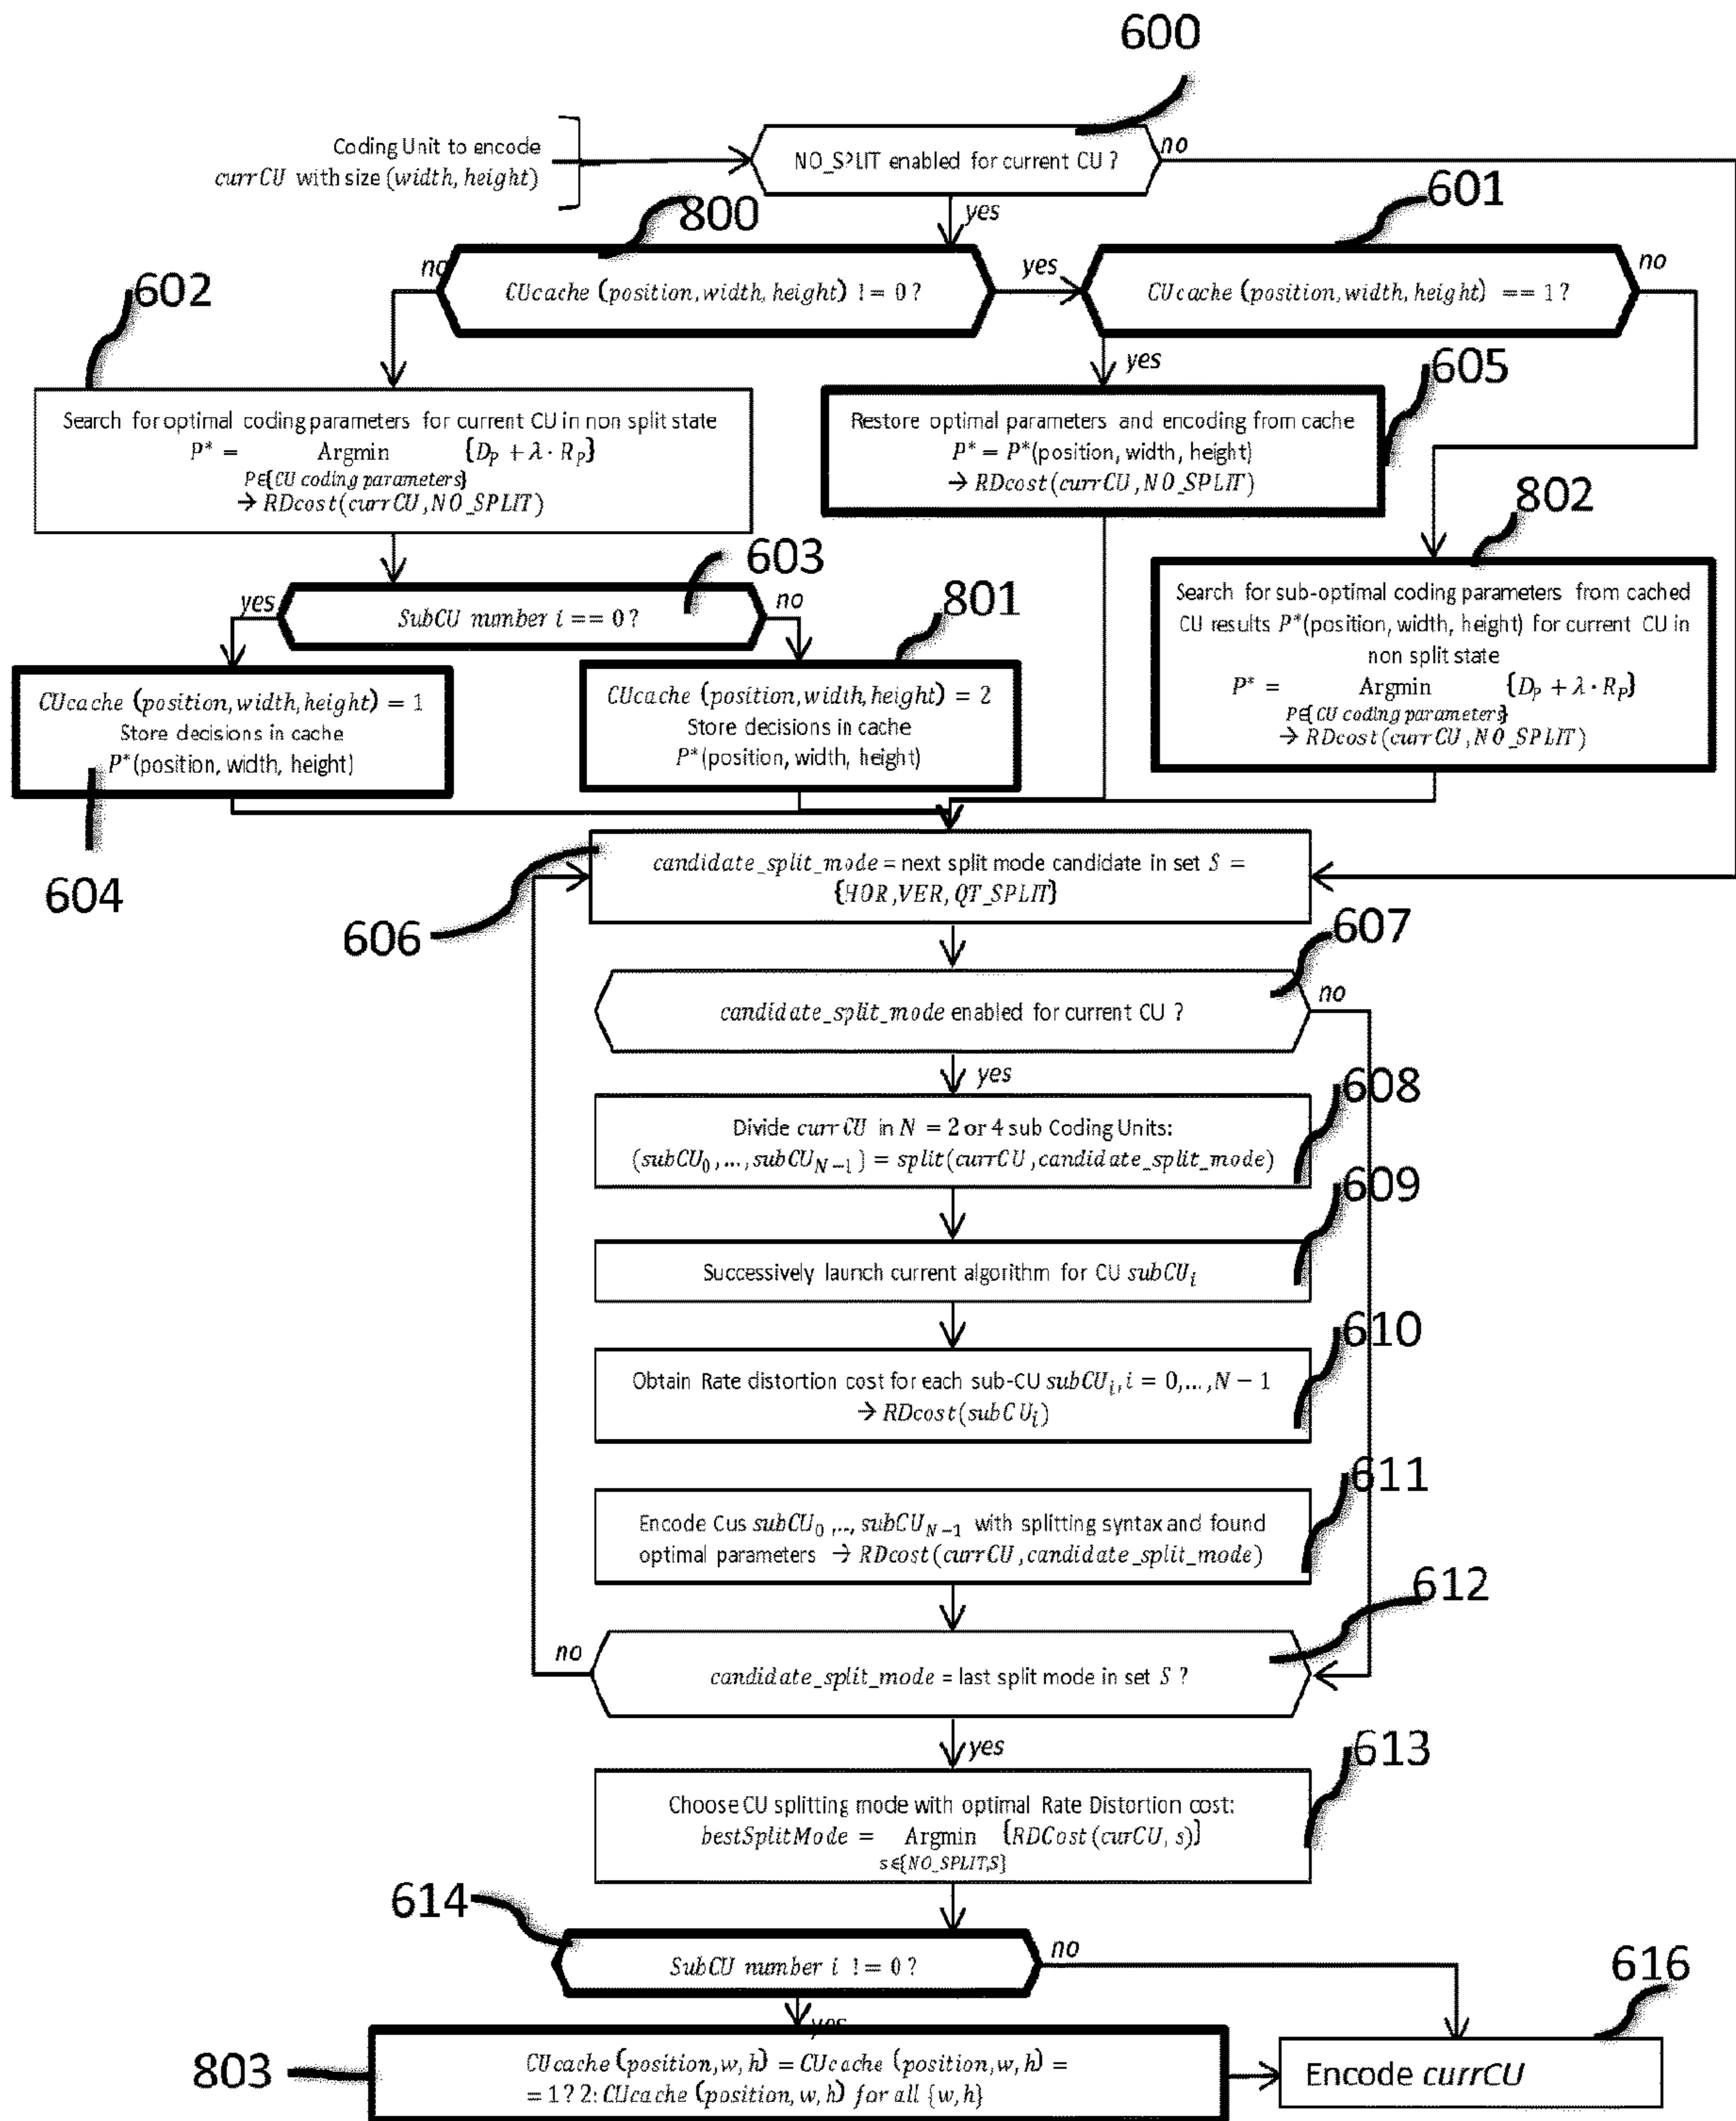 600
Coding Unit to encode
currCU with size (width, height)
NO_SPLIT enabled for current CU ?
no
yes
800
601
no
CUcache (position, width, height) ! = 0 ?
yes
CUcache (position, width, height) == 1 ?
no
602
yes
605
Search for optimal coding parameters for current CU in non split state
P* = Argmin {D_P + λ · R_P}
P∈{CU coding parameters}
→ RDcost(currCU, NO_SPLIT)
Restore optimal parameters and encoding from cache
P* = P*(position, width, height)
→ RDcost(currCU, NO_SPLIT)
802
603
yes
SubCU number i == 0 ?
no
801
Search for sub-optimal coding parameters from cached
CU results P*(position, width, height) for current CU in
non split state
P* = Argmin {D_P + λ · R_P}
P∈{CU coding parameters}
→ RDcost(currCU, NO_SPLIT)
CUcache (position, width, height) = 1
Store decisions in cache
P*(position, width, height)
CUcache (position, width, height) = 2
Store decisions in cache
P*(position, width, height)
604
606
candidate_split_mode = next split mode candidate in set S =
{HOR, VER, QT_SPLIT}
607
candidate_split_mode enabled for current CU ?
no
yes
608
Divide currCU in N = 2 or 4 sub Coding Units:
(subCU_0, ..., subCU_{N-1}) = split(currCU, candidate_split_mode)
609
Successively launch current algorithm for CU subCU_i
610
Obtain Rate distortion cost for each sub-CU subCU_i, i = 0, ..., N − 1
→ RDcost(subCU_i)
611
Encode Cus subCU_0 ,.., subCU_{N-1} with splitting syntax and found
optimal parameters → RDcost(currCU, candidate_split_mode)
612
no
candidate_split_mode = last split mode in set S ?
yes
613
Choose CU splitting mode with optimal Rate Distortion cost:
bestSplitMode = Argmin {RDCost(curCU, s)}
s∈{NO_SPLIT,S}
614
SubCU number i ! = 0 ?
no
616
yes
803
CUcache (position, w, h) = CUcache (position, w, h) =
= 1 ? 2: CUcache (position, w, h) for all {w, h}
Encode currCU